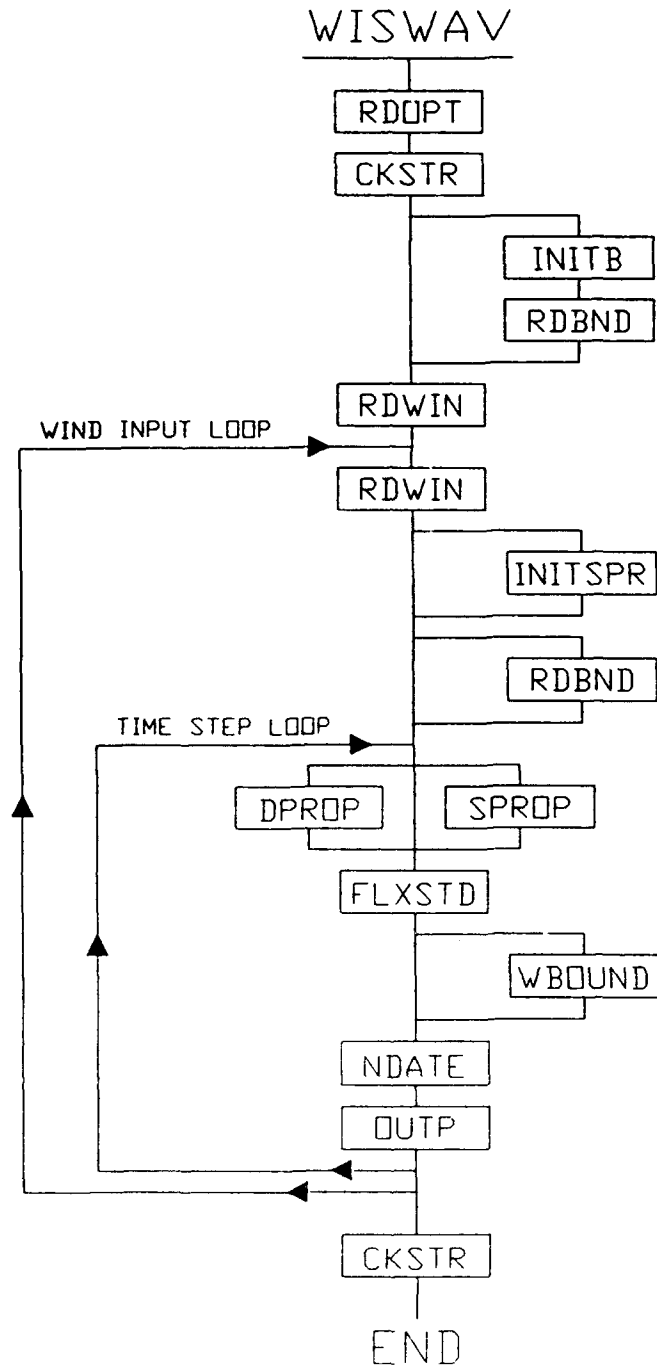 WISWAV
RDOPT
CKSTR
INITB
RDBND
RDWIN
WIND INPUT LOOP
RDWIN
INITSPR
RDBND
TIME STEP LOOP
DPROP
SPROP
FLXSTD
WBOUND
NDATE
OUTP
CKSTR
END